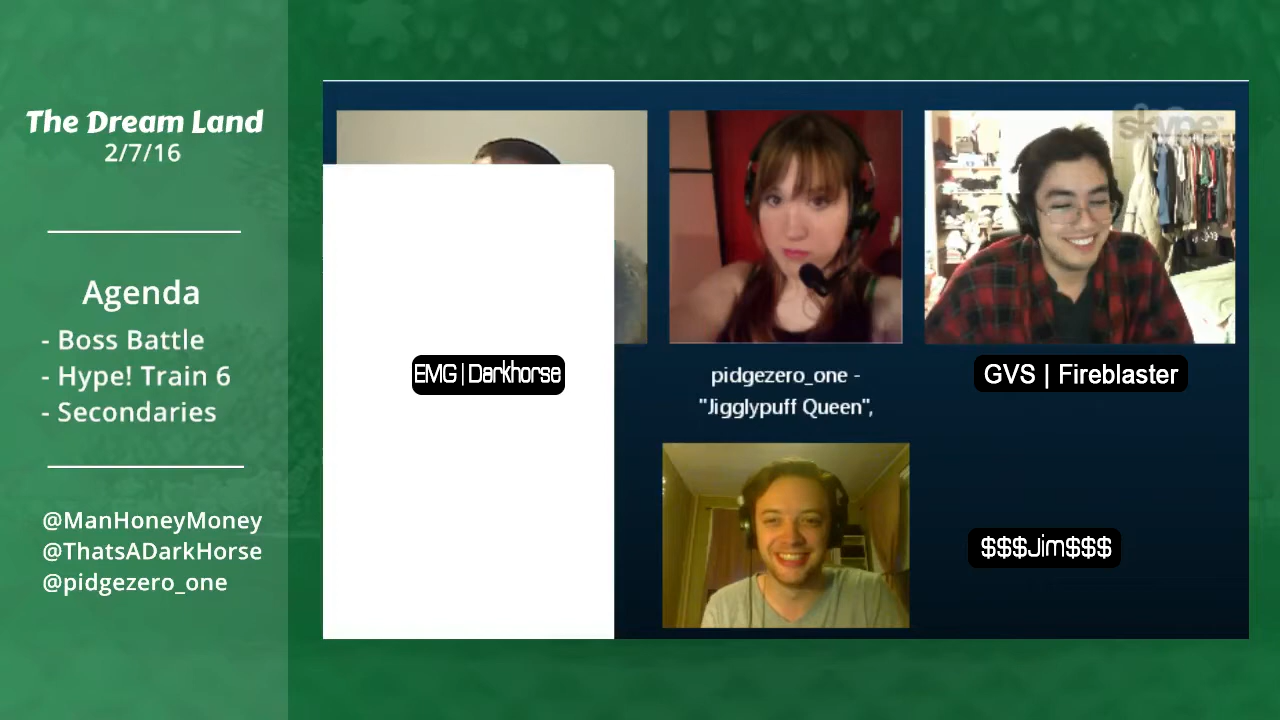 The Dream Land
2/7/16
Agenda
- Boss Battle
- Hype! Train 6
- Secondaries
@ManHoneyMoney
@ThatsADarkHorse
@pidgezero_one
skype
EMG | Darkhorse
pidgezero_one -
"Jigglypuff Queen",
GVS | Fireblaster
$$$Jim$$$